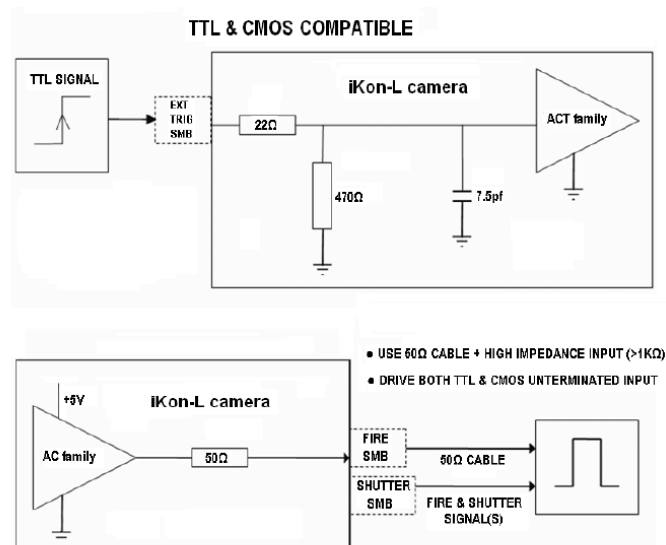 TTL & CMOS COMPATIBLE
TTL SIGNAL
EXT
TRIG
SMB
iKon-L camera
22Ω
470Ω
7.5pf
ACT family
+5V
iKon-L camera
AC family
50Ω
FIRE
SMB
SHUTTER
SMB
● USE 50Ω CABLE + HIGH IMPEDANCE INPUT (>1KΩ)
● DRIVE BOTH TTL & CMOS UNTERMINATED INPUT
50Ω CABLE
FIRE & SHUTTER
SIGNAL(S)